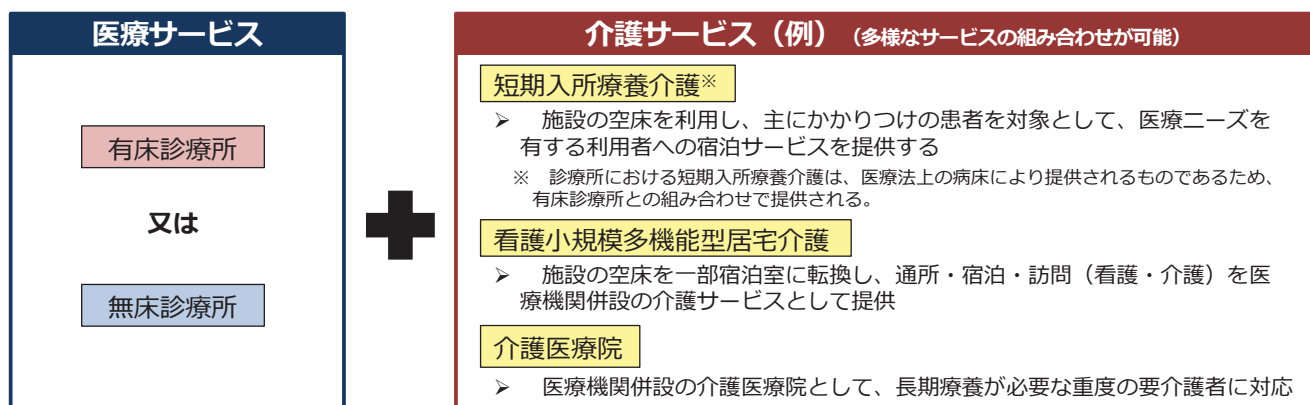 医療サービス
有床診療所
又は
無床診療所
介護サービス（例）（多様なサービスの組み合わせが可能）
短期入所療養介護※
➢ 施設の空床を利用し、主にかかりつけの患者を対象として、医療ニーズを
有する利用者への宿泊サービスを提供する
※ 診療所における短期入所療養介護は、医療法上の病床により提供されるものであるため、
有床診療所との組み合わせで提供される。
看護小規模多機能型居宅介護
➢ 施設の空床を一部宿泊室に転換し、通所・宿泊・訪問（看護・介護）を医
療機関併設の介護サービスとして提供
介護医療院
➢ 医療機関併設の介護医療院として、長期療養が必要な重度の要介護者に対応